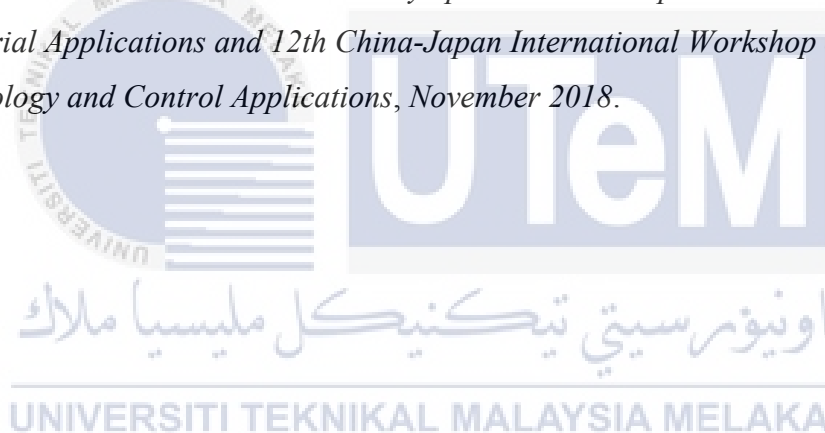 rial Applications and 12th China-Japan International Workshop
ology and Control Applications, November 2018.
UTeM
اونيۏرسيتي تيكنيكل مليسيا ملاك
UNIVERSITI TEKNIKAL MALAYSIA MELAKA